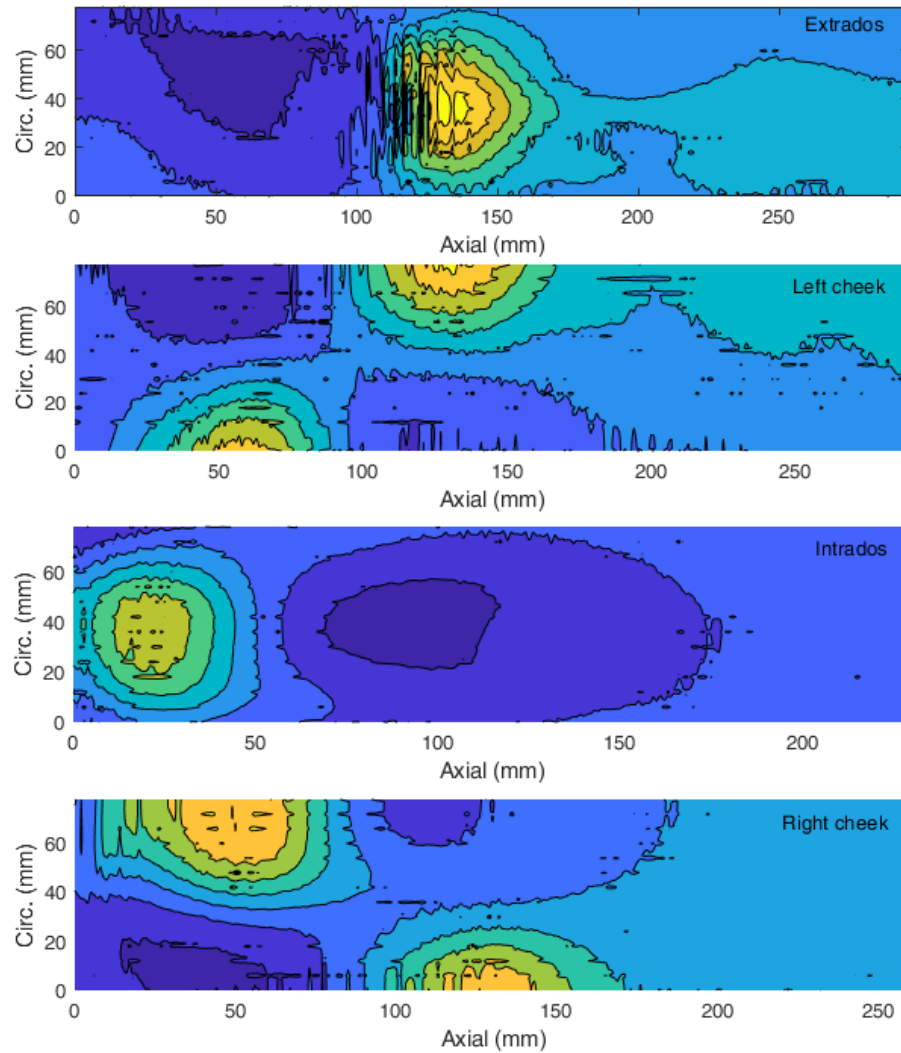 Extrados
Circ. (mm)
60
40
20
0
0 50 100 150 200 250
Axial (mm)
Left cheek
Circ. (mm)
60
40
20
0
0 50 100 150 200 250
Axial (mm)
Intrados
Circ. (mm)
60
40
20
0
0 50 100 150 200
Axial (mm)
Right cheek
Circ. (mm)
60
40
20
0
0 50 100 150 200 250
Axial (mm)